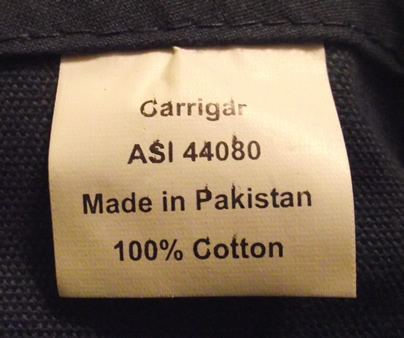 Carrigar
ASI 44080
Made in Pakistan
100% Cotton